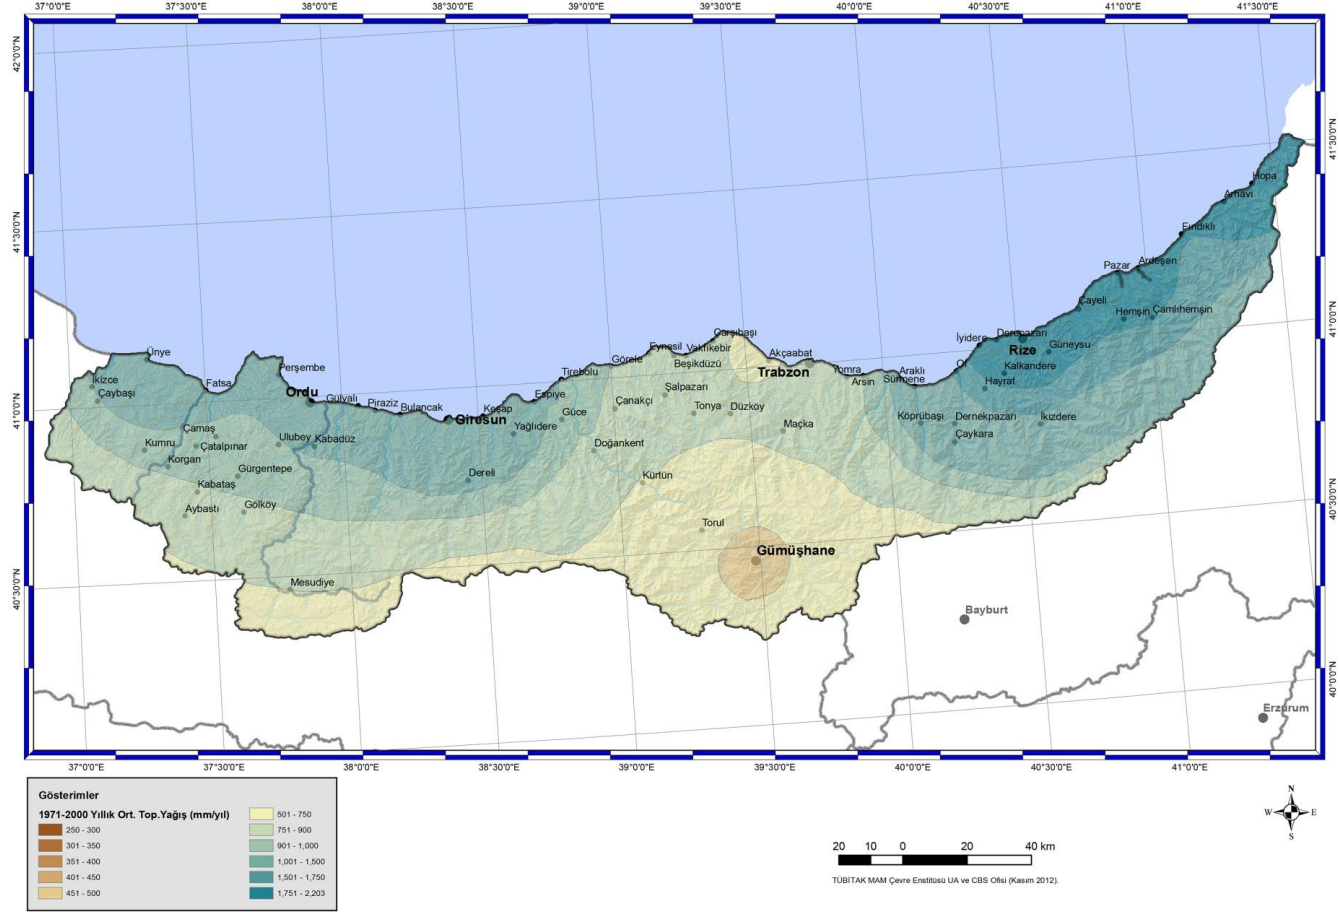 37°0'0"E 37°30'0"E 38°0'0"E 38°30'0"E 39°0'0"E 39°30'0"E 40°0'0"E 40°30'0"E 41°0'0"E 41°30'0"E
42°0'0"N
41°30'0"N 41°30'0"N
41°0'0"N 41°0'0"N
40°30'0"N 40°30'0"N
40°0'0"N
Hopa
Arhavi
Fındıklı
Pazar Ardeşen
Çayeli
Hemşin Çamlıhemşin
İyidere Derepazarı
Rize Güneysu
Of Kalkandere
Hayrat
Köprübaşı Dernekpazarı İkizdere
Çaykara
Çarşıbaşı
Eynesil Vakfıkebir Akçaabat
Görele Beşikdüzü Trabzon Yomra Araklı
Arsin Sürmene
Tirebolu
Şalpazarı
Çanakçı Tonya Düzköy
Maçka
Ünye
Perşembe
İkizce Fatsa
Çaybaşı Ordu Gülyalı Piraziz Bulancak Giresun Keşap Espiye
Güce
Yağlıdere
Çamaş
Kumru Çatalpınar Ulubey Kabadüz
Korgan Doğankent
Gürgentepe Dereli Kürtün
Kabataş
Aybastı Gölköy
Torul
Gümüşhane
Mesudiye
Bayburt
Erzurum
37°0'0"E 37°30'0"E 38°0'0"E 38°30'0"E 39°0'0"E 39°30'0"E 40°0'0"E 40°30'0"E 41°0'0"E
Gösterimler
1971-2000 Yıllık Ort. Top.Yağış (mm/yıl)
250 - 300
301 - 350
351 - 400
401 - 450
451 - 500
501 - 750
751 - 900
901 - 1,000
1,001 - 1,500
1,501 - 1,750
1,751 - 2,203
N
W E
S
20 10 0 20 40 km
TÜBİTAK MAM Çevre Enstitüsü UA ve CBS Ofisi (Kasım 2012).